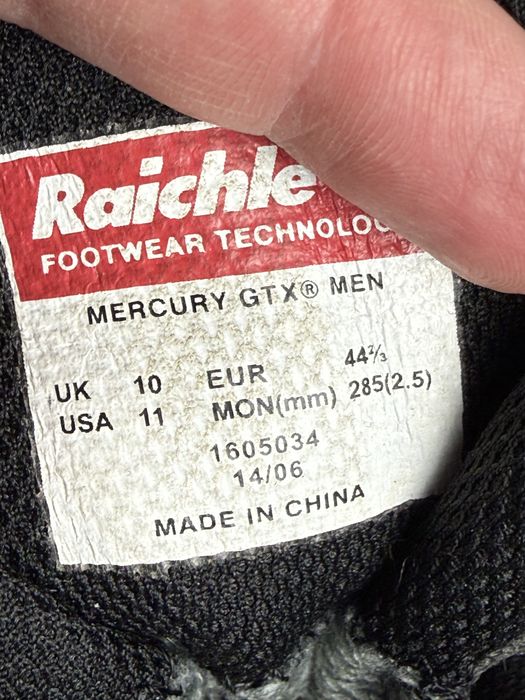 Raichle
FOOTWEAR TECHNOLO
MERCURY GTX® MEN
UK 10 EUR 44⅔
USA 11 MON(mm) 285(2.5)
1605034
14/06
MADE IN CHINA